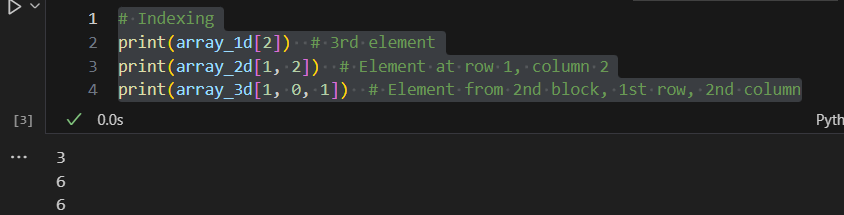 1 # Indexing
2 print(array_1d[2])  # 3rd element
3 print(array_2d[1, 2])  # Element at row 1, column 2
4 print(array_3d[1, 0, 1])  # Element from 2nd block, 1st row, 2nd column
[3] 0.0s Pyth
3
6
6